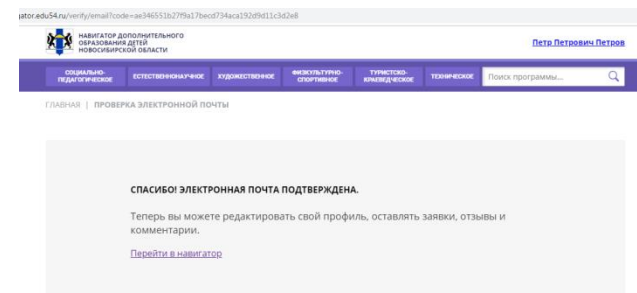 gator.edu54.ru/verify/email?code=ae346551b27f9a17becd734aca192d9d11c3d2e8
НАВИГАТОР ДОПОЛНИТЕЛЬНОГО
ОБРАЗОВАНИЯ ДЕТЕЙ
НОВОСИБИРСКОЙ ОБЛАСТИ
Петр Петрович Петров
СОЦИАЛЬНО-
ПЕДАГОГИЧЕСКОЕ
ЕСТЕСТВЕННОНАУЧНОЕ
ХУДОЖЕСТВЕННОЕ
ФИЗКУЛЬТУРНО-
СПОРТИВНОЕ
ТУРИСТСКО-
КРАЕВЕДЧЕСКОЕ
ТЕХНИЧЕСКОЕ
Поиск программы...
ГЛАВНАЯ | ПРОВЕРКА ЭЛЕКТРОННОЙ ПОЧТЫ
СПАСИБО! ЭЛЕКТРОННАЯ ПОЧТА ПОДТВЕРЖДЕНА.
Теперь вы можете редактировать свой профиль, оставлять заявки, отзывы и
комментарии.
Перейти в навигатор